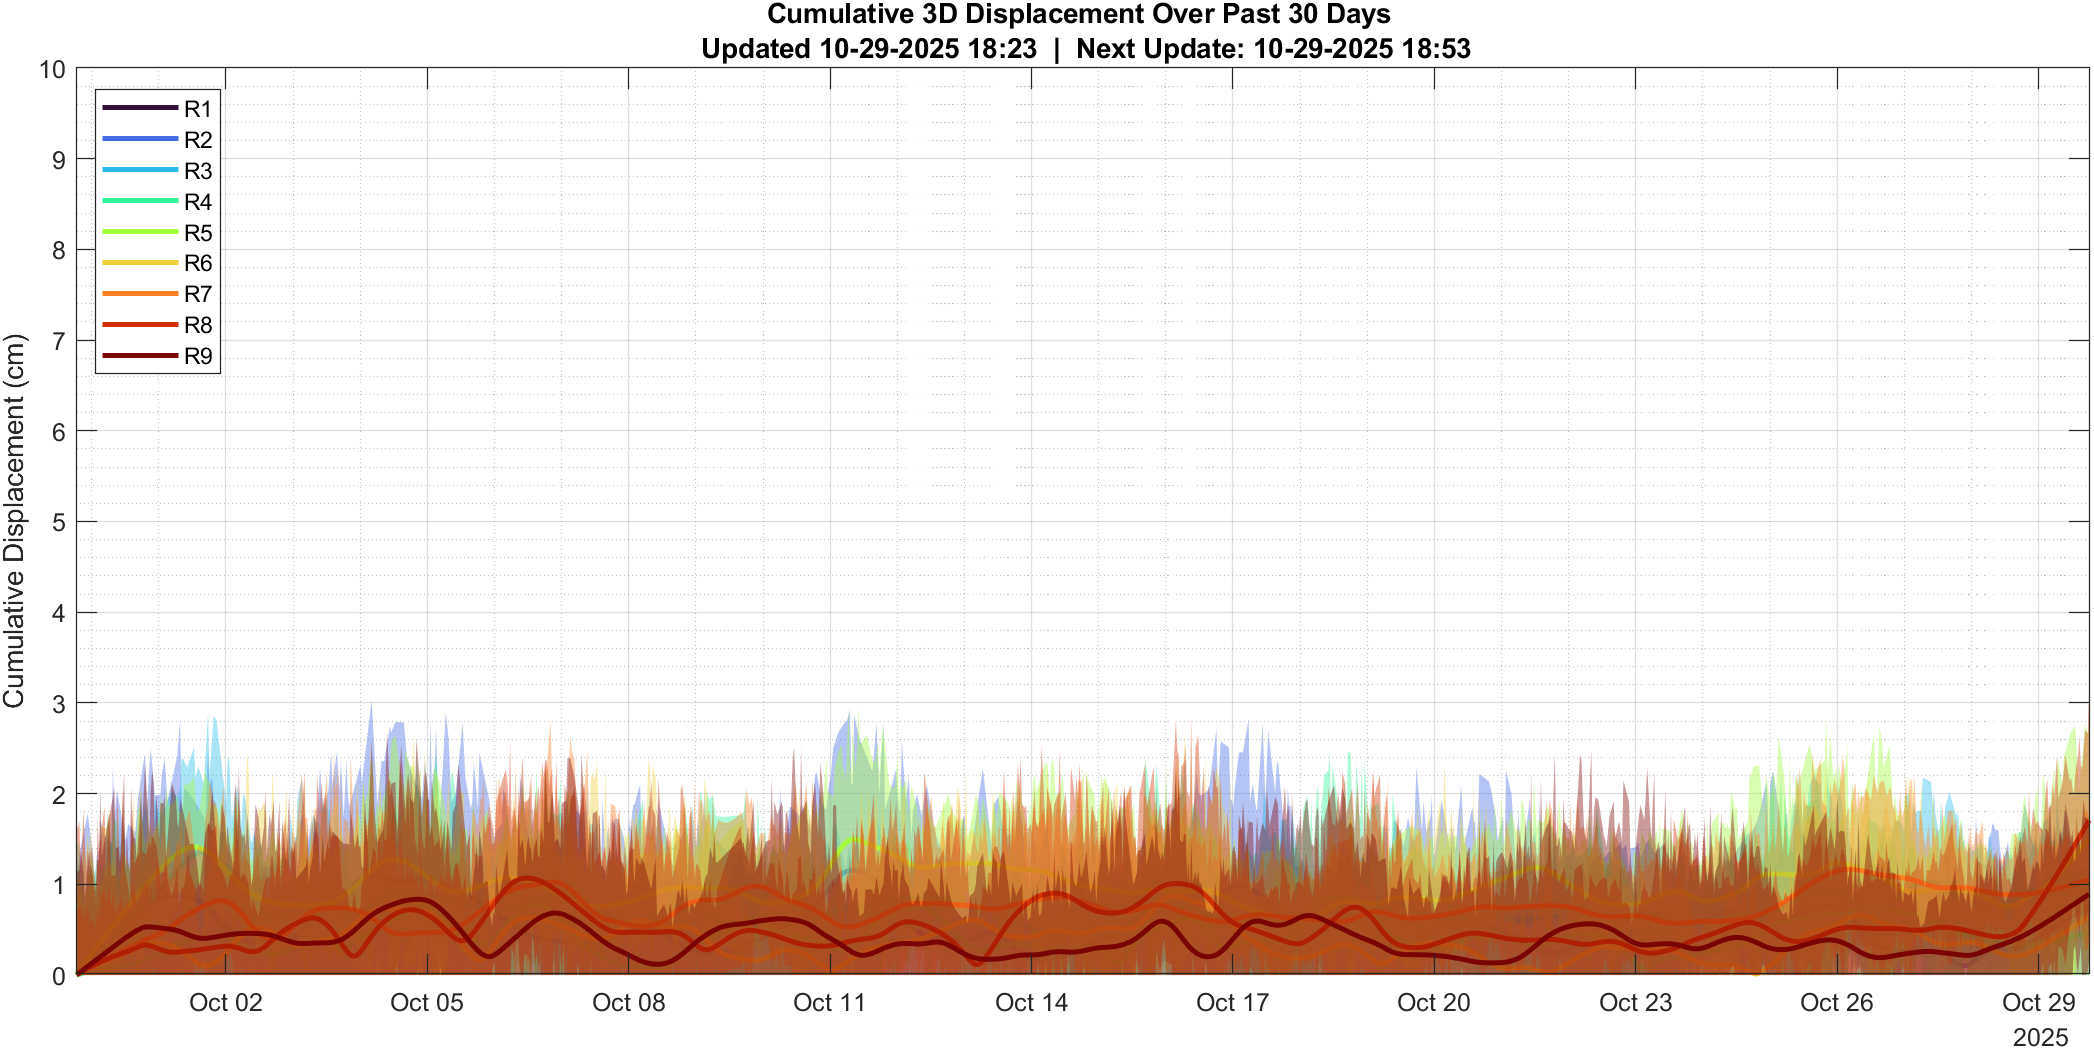 Cumulative 3D Displacement Over Past 30 Days
Updated 10-29-2025 18:23 | Next Update: 10-29-2025 18:53
10
9
8
7
6
5
4
3
2
1
0
Cumulative Displacement (cm)
R1
R2
R3
R4
R5
R6
R7
R8
R9
Oct 02 Oct 05 Oct 08 Oct 11 Oct 14 Oct 17 Oct 20 Oct 23 Oct 26 Oct 29
2025